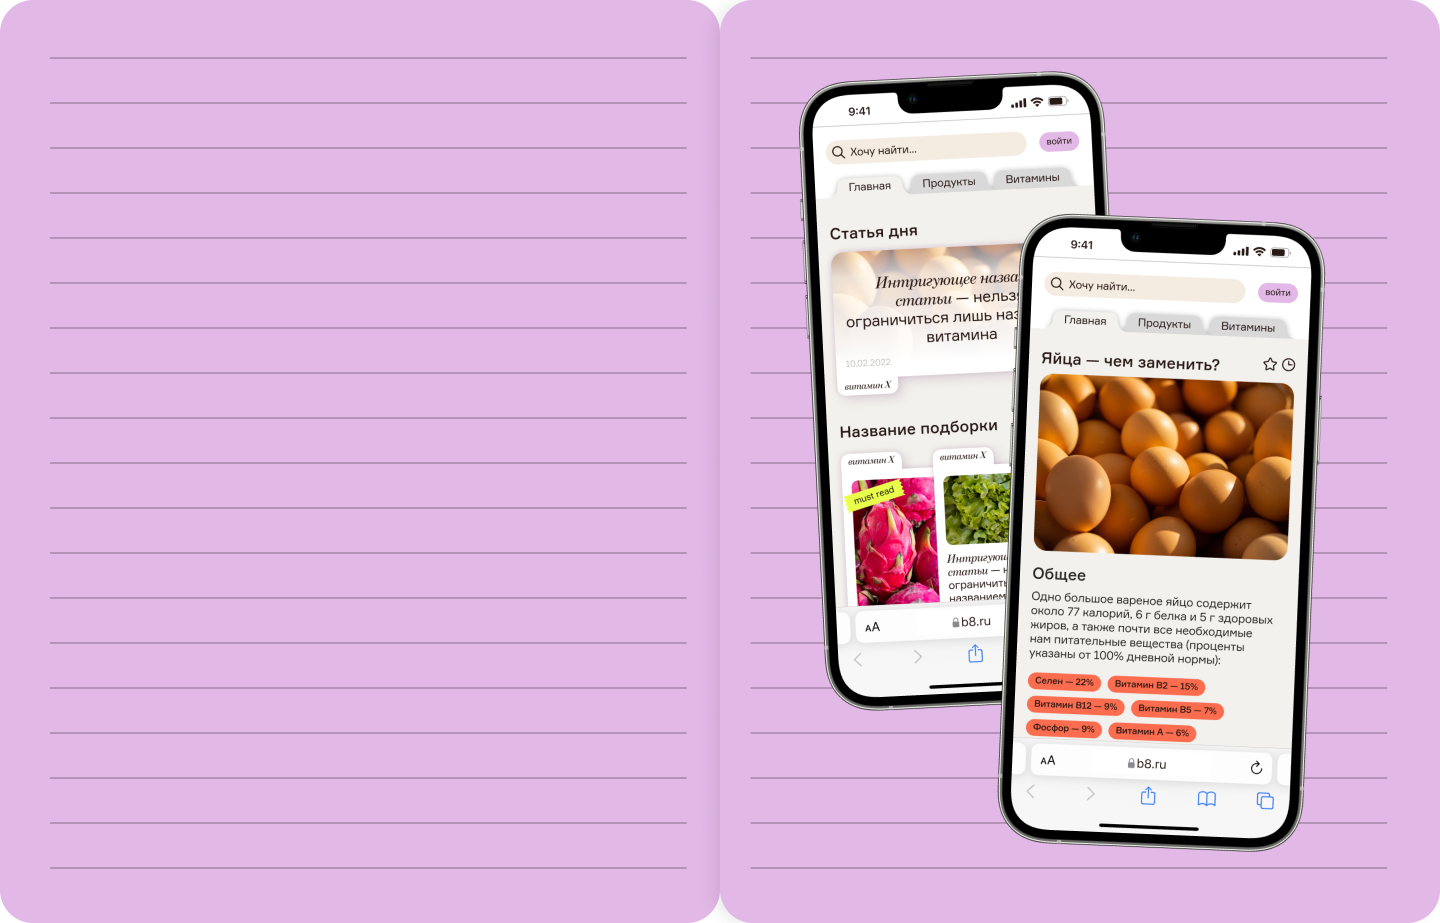 9:41
Хочу найти...
войти
Главная
Продукты
Витамины
Статья дня
Интригующее назва
статьи — нельзя
ограничиться лишь наз
витамина
10.02.2022
витамин X
Название подборки
витамин X
витамин X
must read
Интригующ
статьи — н
ограничить
названием
AA
b8.ru
9:41
Хочу найти...
войти
Главная
Продукты
Витамины
Яйца — чем заменить?
Общее
Одно большое вареное яйцо содержит
около 77 калорий, 6 г белка и 5 г здоровых
жиров, а также почти все необходимые
нам питательные вещества (проценты
указаны от 100% дневной нормы):
Селен — 22%
Витамин B2 — 15%
Витамин B12 — 9%
Витамин B5 — 7%
Фосфор — 9%
Витамин A — 6%
AA
b8.ru